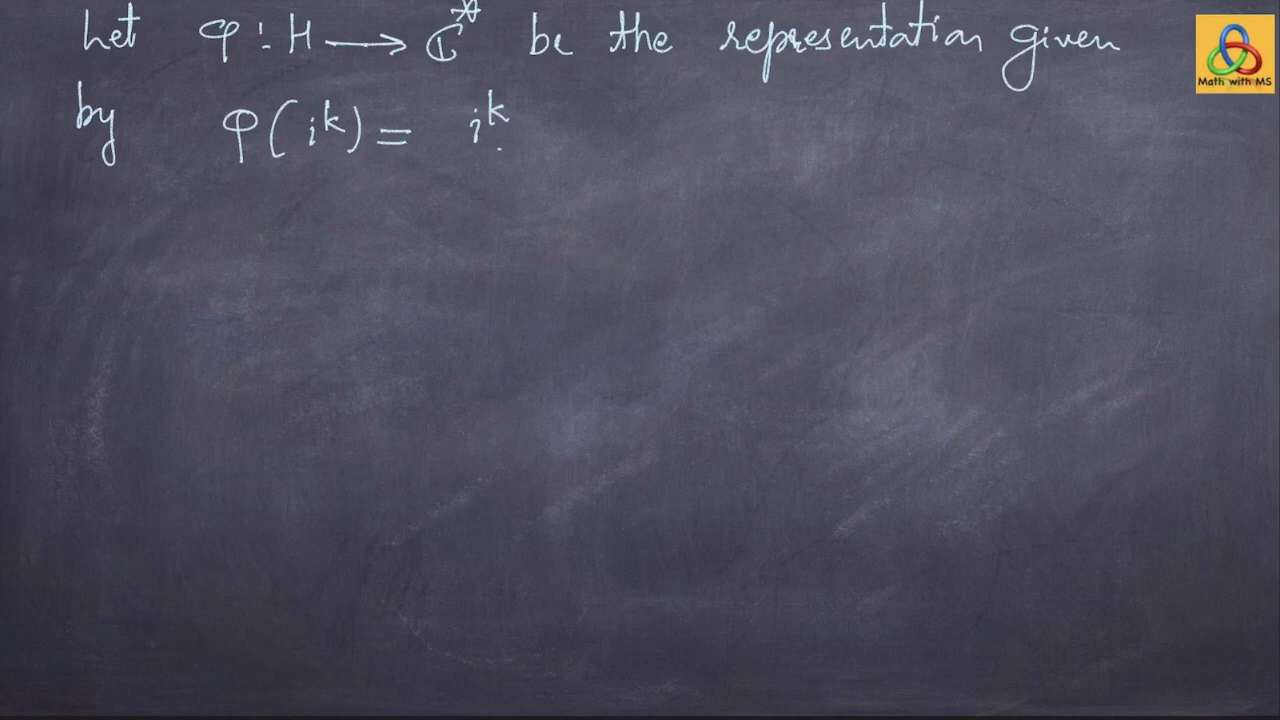 Let φ : H ⟶ ℂ* be the representation given
by φ(i^k) = i^k.
Math with MS